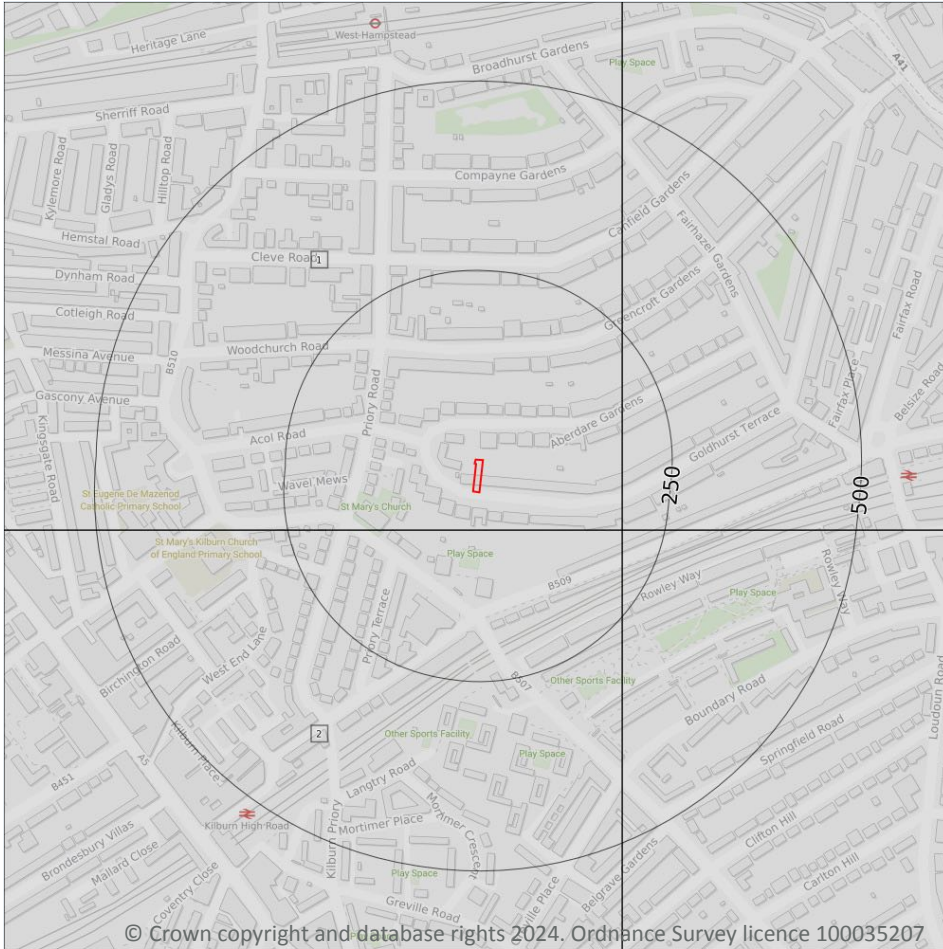 Heritage Lane
West Hampstead
Broadhurst Gardens
Play Space
A41
Sherriff Road
Kylemore Road
Gladys Road
Hilltop Road
Compayne Gardens
Canfield Gardens
Fairhazel Gardens
Hemstal Road
Cleve Road
1
Dynham Road
Greencroft Gardens
Fairfax Road
Cotleigh Road
Messina Avenue
B510
Woodchurch Road
Priory Road
Fairfax Place
Belsize Road
Gascony Avenue
Kingsgate Road
Acol Road
Aberdare Gardens
Goldhurst Terrace
Wavel Mews
250
500
St Eugene De Mazenod
Catholic Primary School
St Mary's Church
St Mary's Kilburn Church
of England Primary School
Play Space
B509
Rowley Way
Rowley Way
Play Space
Priory Terrace
Birchington Road
West End Lane
B507
Other Sports Facility
Boundary Road
Loudoun Road
2
Other Sports Facility
Play Space
Springfield Road
Kilburn Place
A5
B451
Langtry Road
Kilburn High Road
Mortimer Place
Mortimer Crescent
Kilburn Priory
Clifton Hill
Carlton Hill
Brondesbury Villas
Mallard Close
Coventry Close
Play Space
Belgrave Gardens
Greville Road
© Crown copyright and database rights 2024. Ordnance Survey licence 100035207